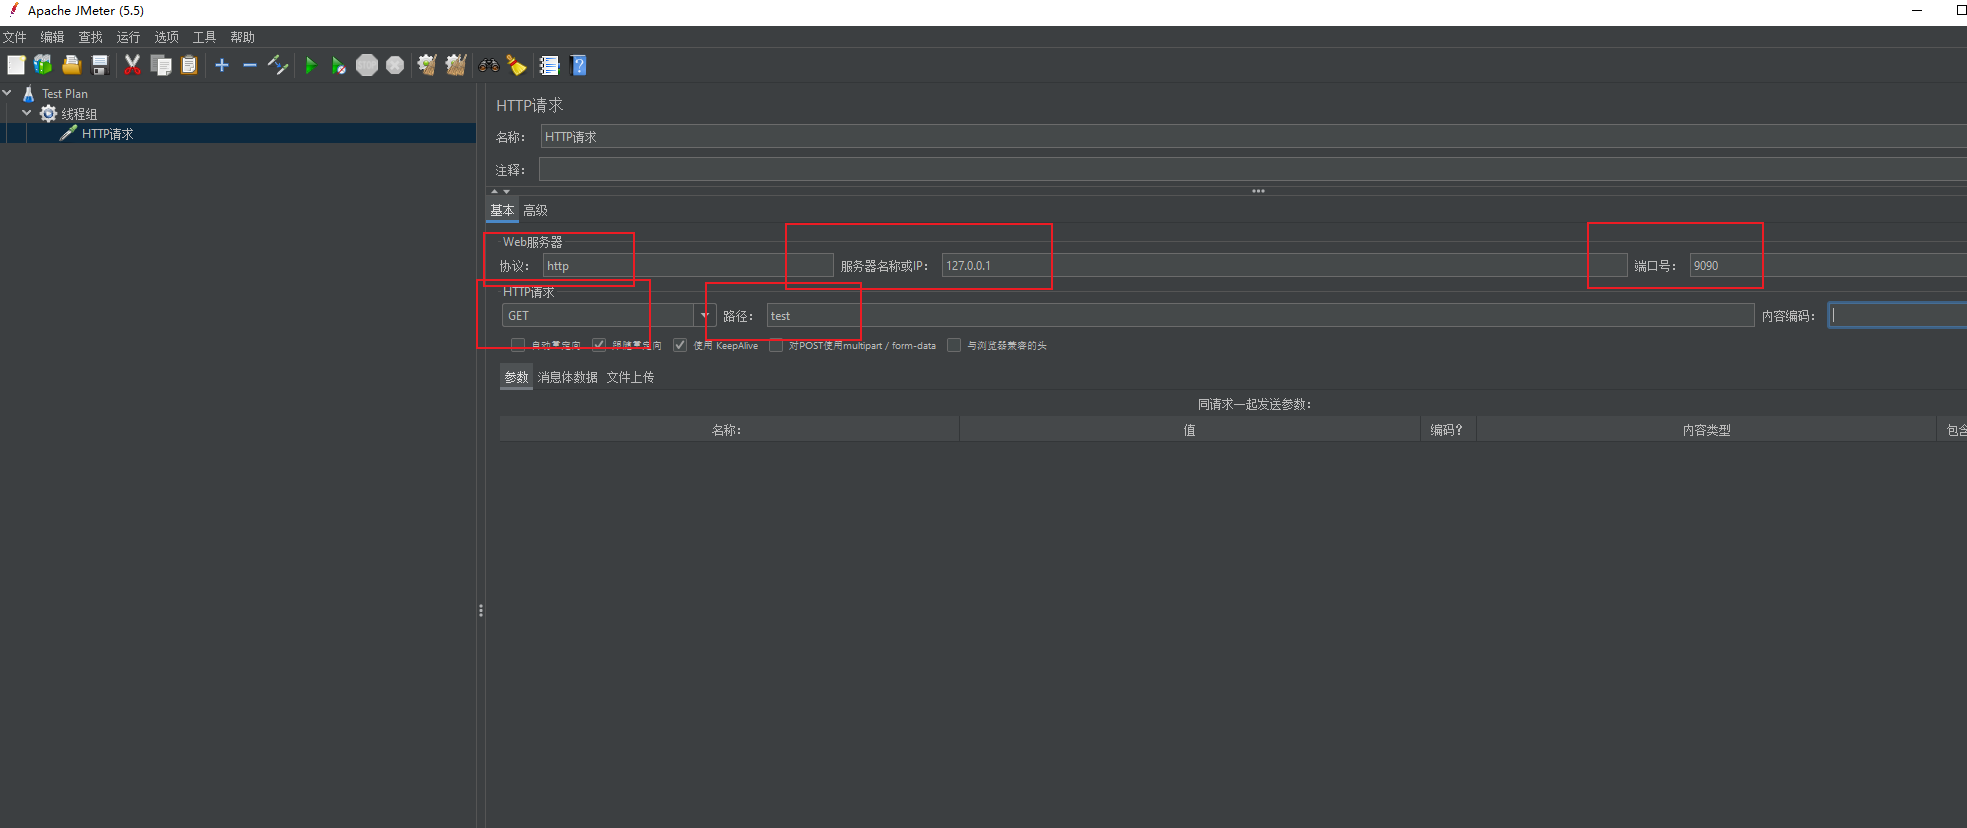 Apache JMeter (5.5)
文件 编辑 查找 运行 选项 工具 帮助
STOP
Test Plan
线程组
HTTP请求
HTTP请求
名称： HTTP请求
注释：
基本 高级
Web服务器
协议： http 服务器名称或IP： 127.0.0.1 端口号： 9090
HTTP请求
GET 路径： test 内容编码：
自动重定向 跟随重定向 使用 KeepAlive 对POST使用multipart / form-data 与浏览器兼容的头
参数 消息体数据 文件上传
同请求一起发送参数：
名称： 值 编码？ 内容类型 包含